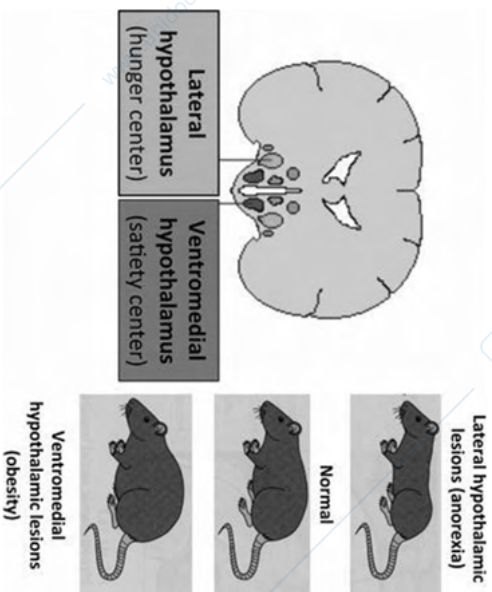 Lateral
hypothalamus
(hunger center)
Ventromedial
hypothalamus
(satiety center)
Lateral hypothalamic
lesions (anorexia)
Normal
Ventromedial
hypothalamic lesions
(obesity)